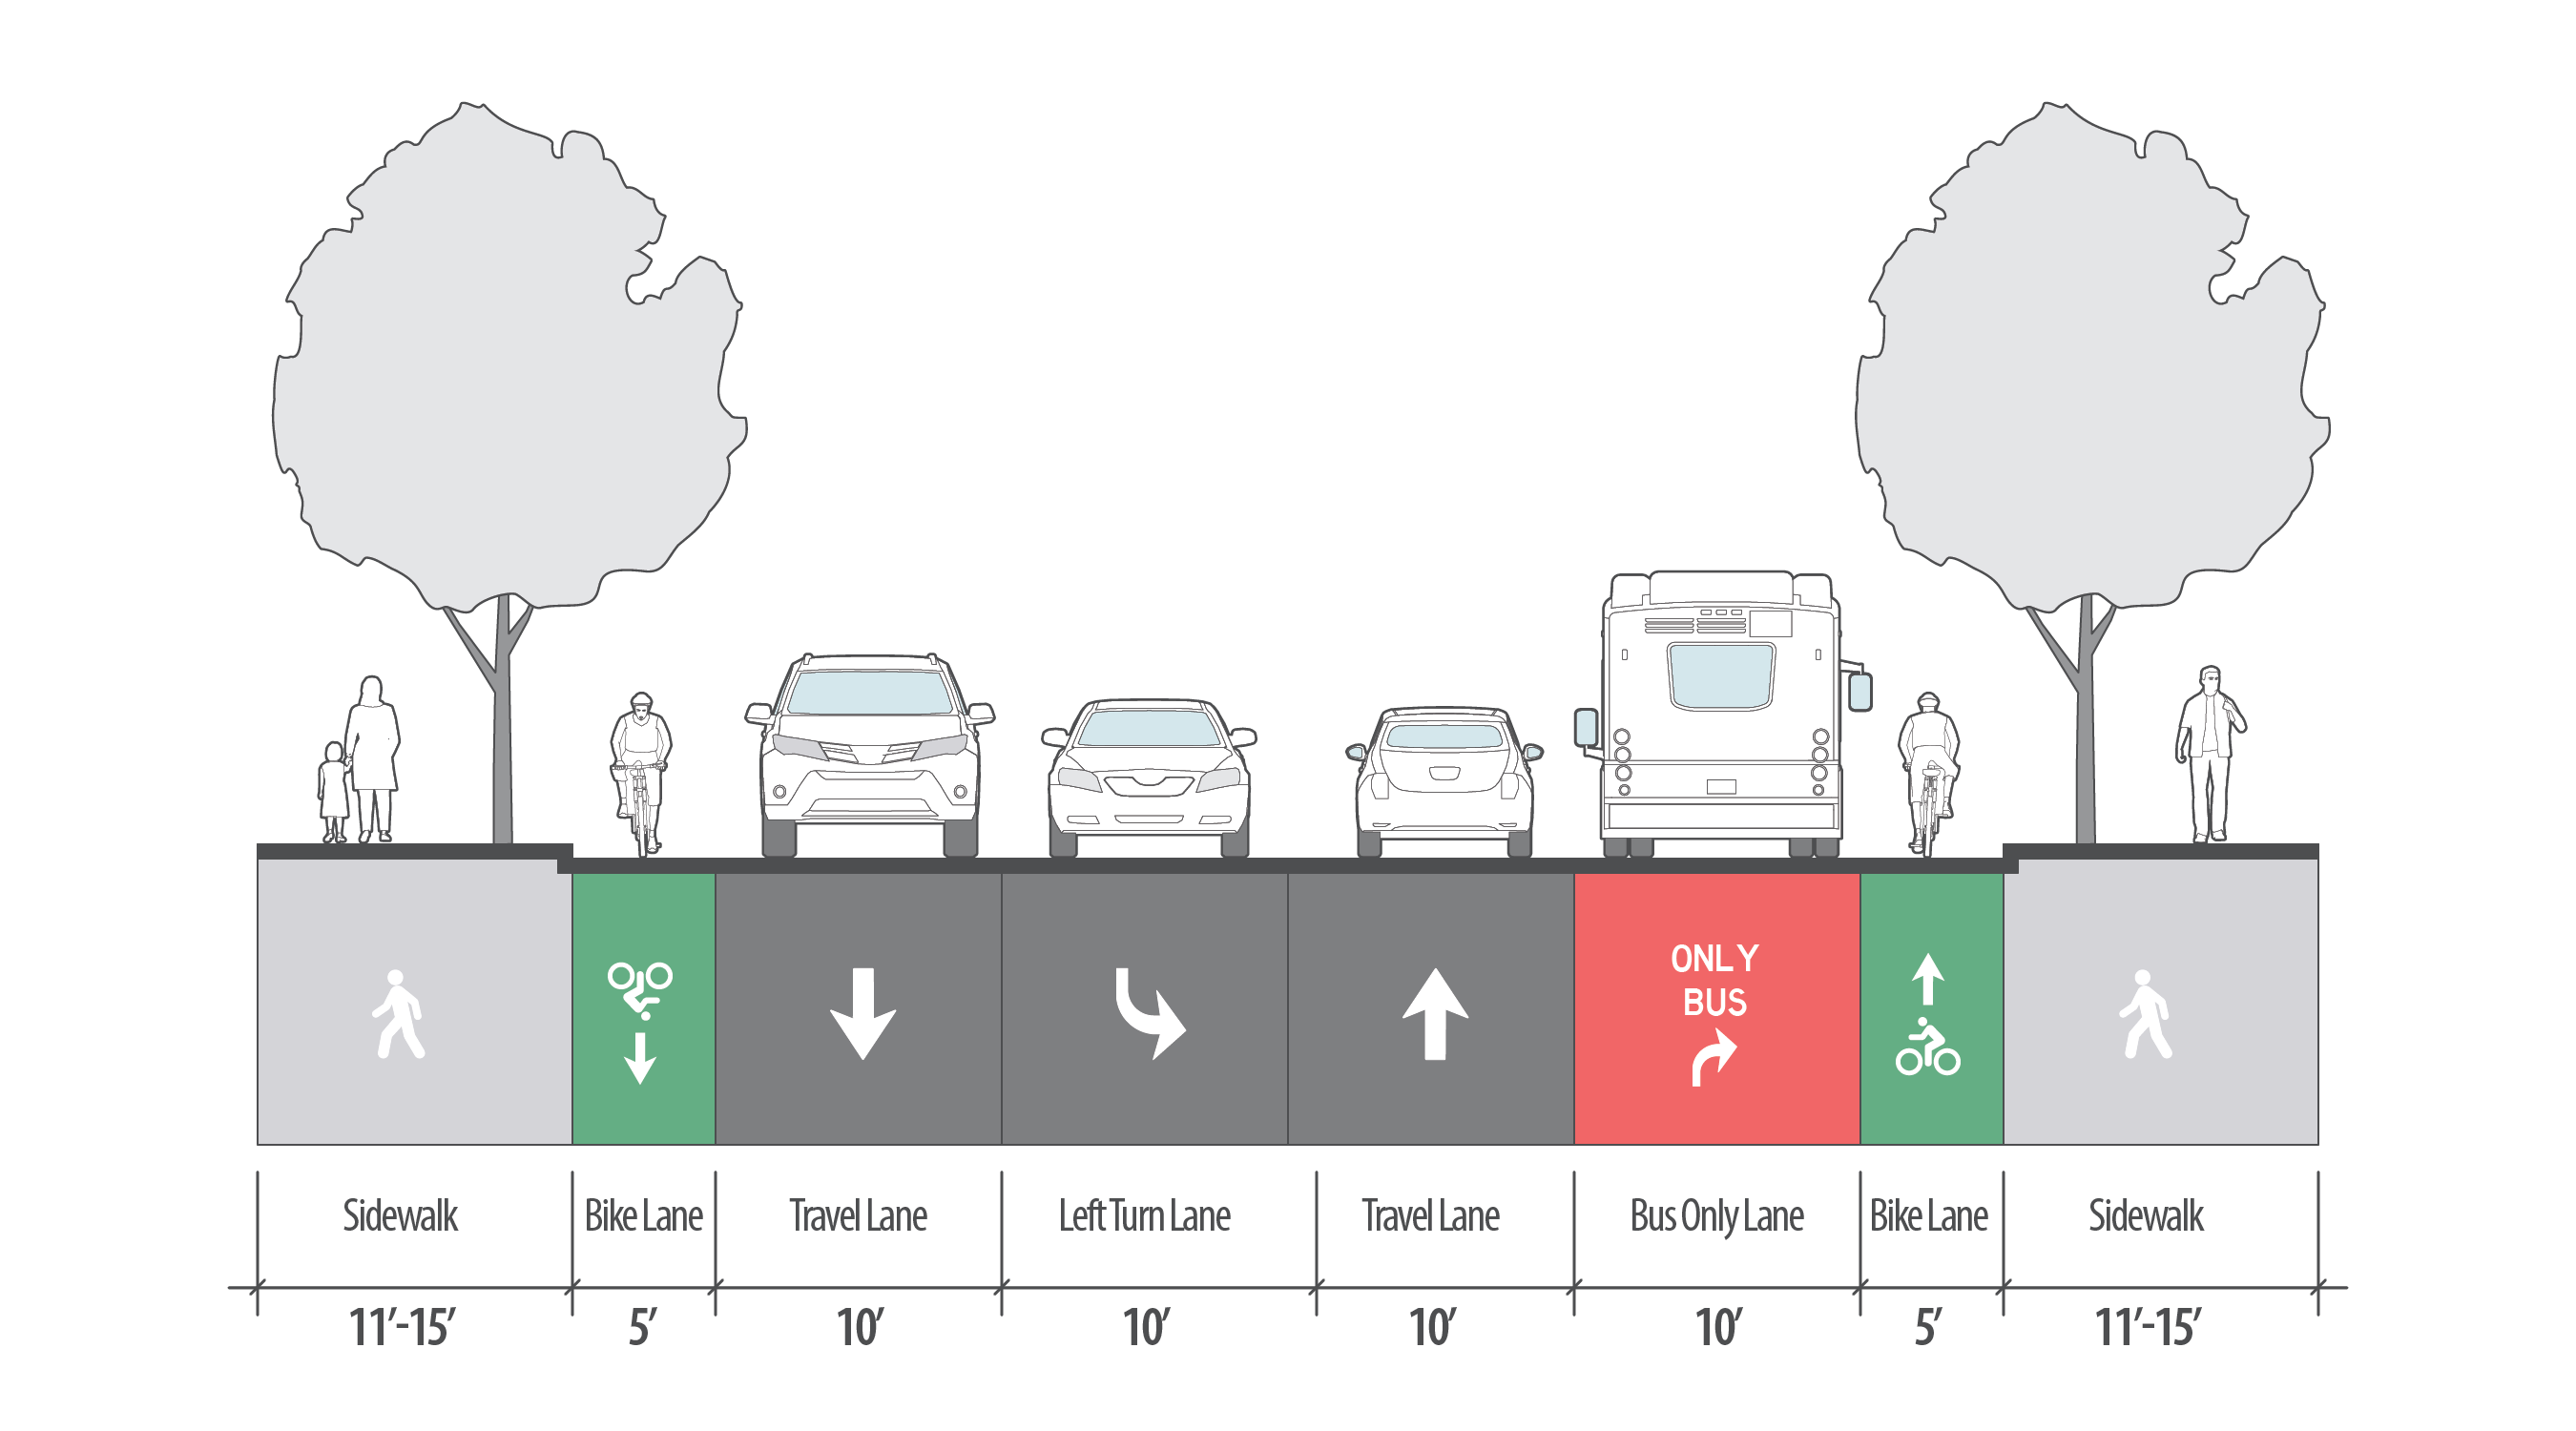 ONLY
BUS
Sidewalk
Bike Lane
Travel Lane
Left Turn Lane
Travel Lane
Bus Only Lane
Bike Lane
Sidewalk
11′-15′
5′
10′
10′
10′
10′
5′
11′-15′